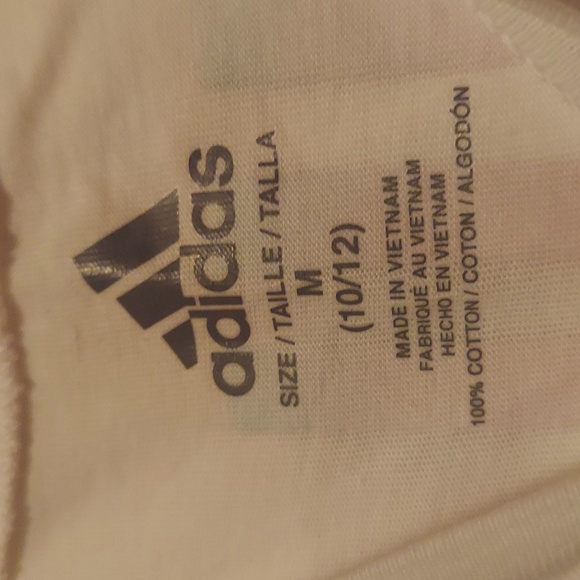 adidas
SIZE / TAILLE / TALLA
M
(10/12)
MADE IN VIETNAM
FABRIQUÉ AU VIETNAM
HECHO EN VIETNAM
100% COTTON / COTON / ALGODÓN